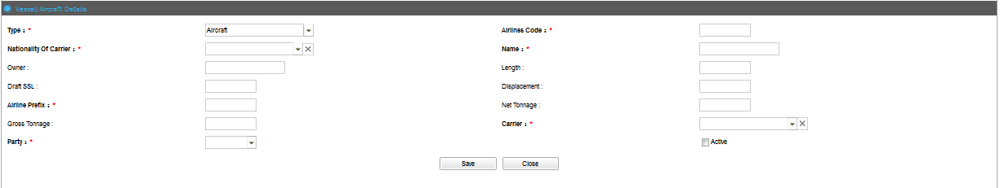 Vessel/Aircraft Details
Type : * Aircraft Airlines Code : *
Nationality Of Carrier : * Name : *
Owner : Length :
Draft SSL : Displacement :
Airline Prefix : * Net Tonnage :
Gross Tonnage : Carrier : *
Party : * Active
Save Close